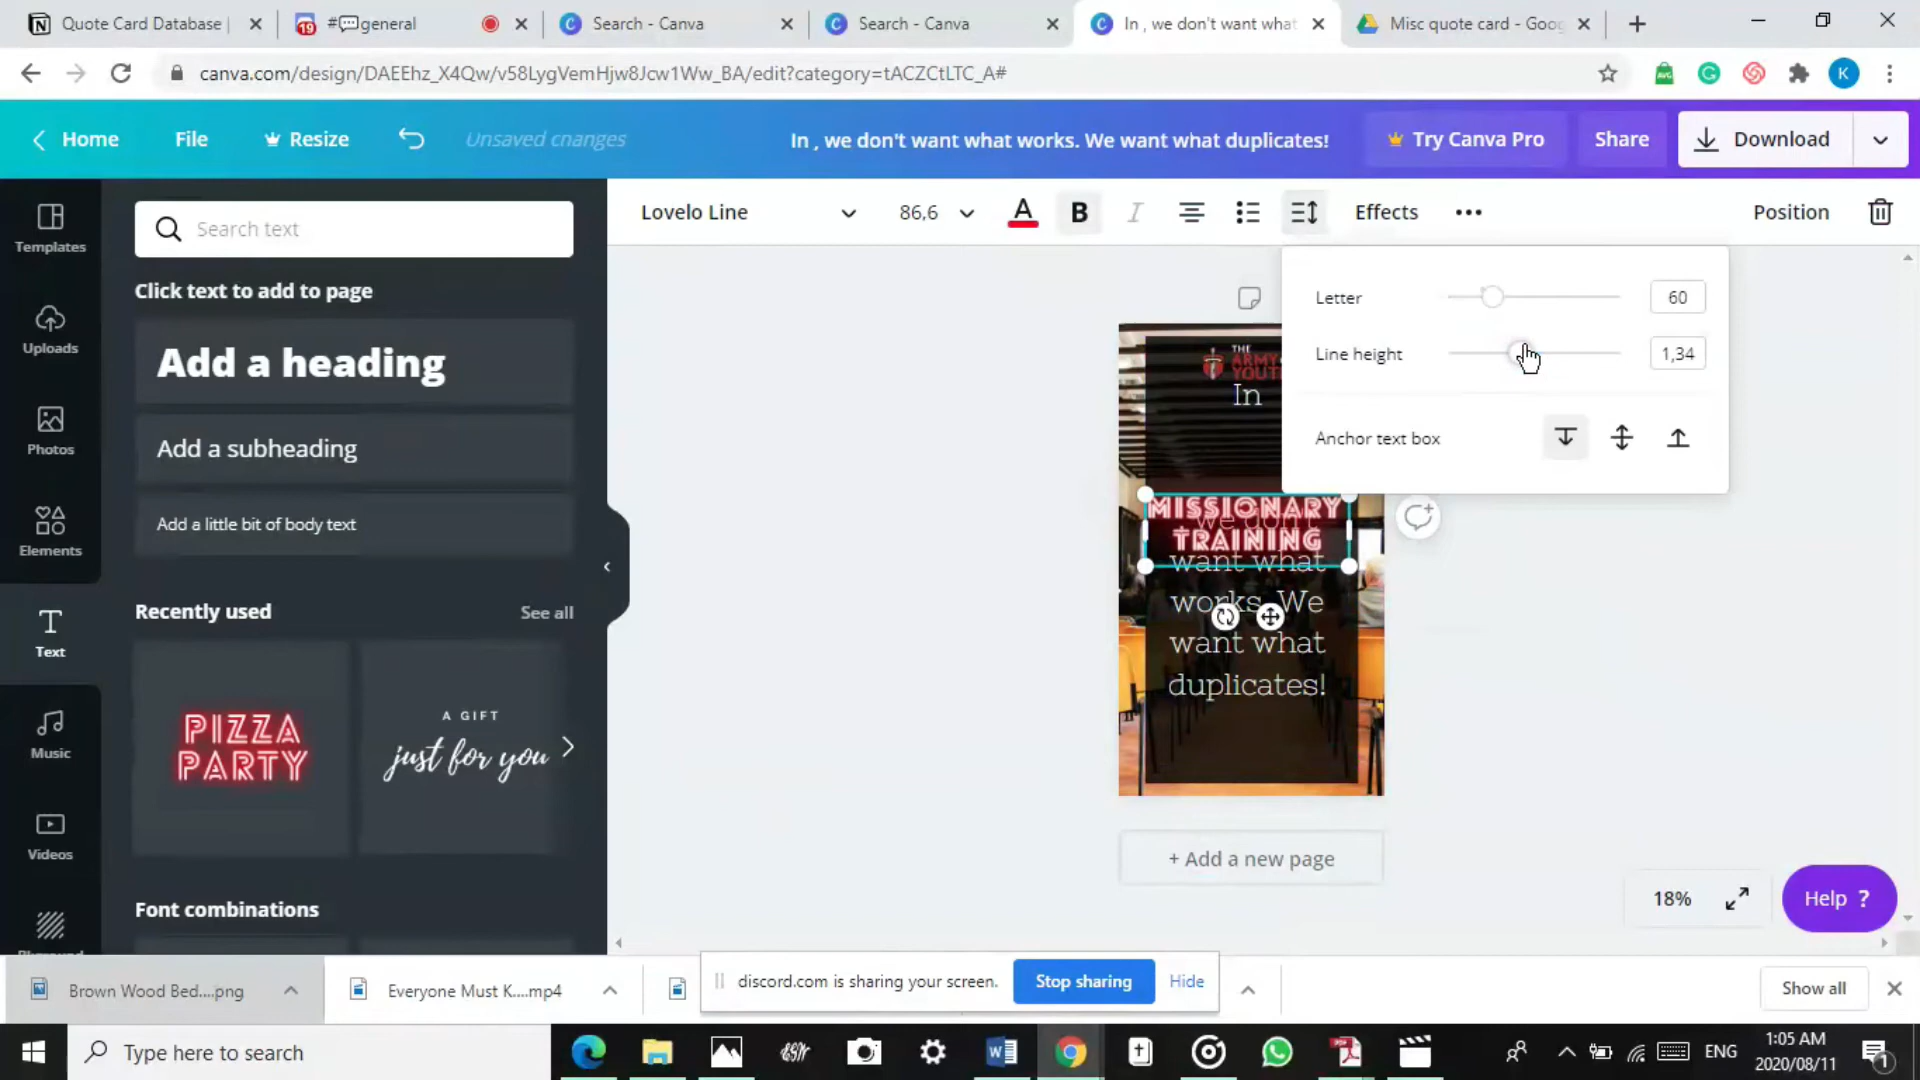 Quote Card Database
#💬general
Search - Canva
Search - Canva
In , we don't want what
Misc quote card - Goog
canva.com/design/DAEEhz_X4Qw/v58LygVemHjw8Jcw1Ww_BA/edit?category=tACZCtLTC_A#
K
Home
File
Resize
Unsaved changes
In , we don't want what works. We want what duplicates!
Try Canva Pro
Share
Download
Lovelo Line
86,6
A
B
I
Effects
Position
Templates
Uploads
Photos
Elements
Text
Music
Videos
Search text
Click text to add to page
Add a heading
Add a subheading
Add a little bit of body text
Recently used
See all
PIZZA
PARTY
A GIFT
just for you
Font combinations
Letter
60
Line height
1,34
Anchor text box
THE
ARMY
YOUTH
In
MISSIONARY
TRAINING
we don't
want what
works. We
want what
duplicates!
+ Add a new page
18%
Help ?
Brown Wood Bed....png
Everyone Must K....mp4
discord.com is sharing your screen.
Stop sharing
Hide
Show all
Type here to search
ENG
1:05 AM
2020/08/11
1